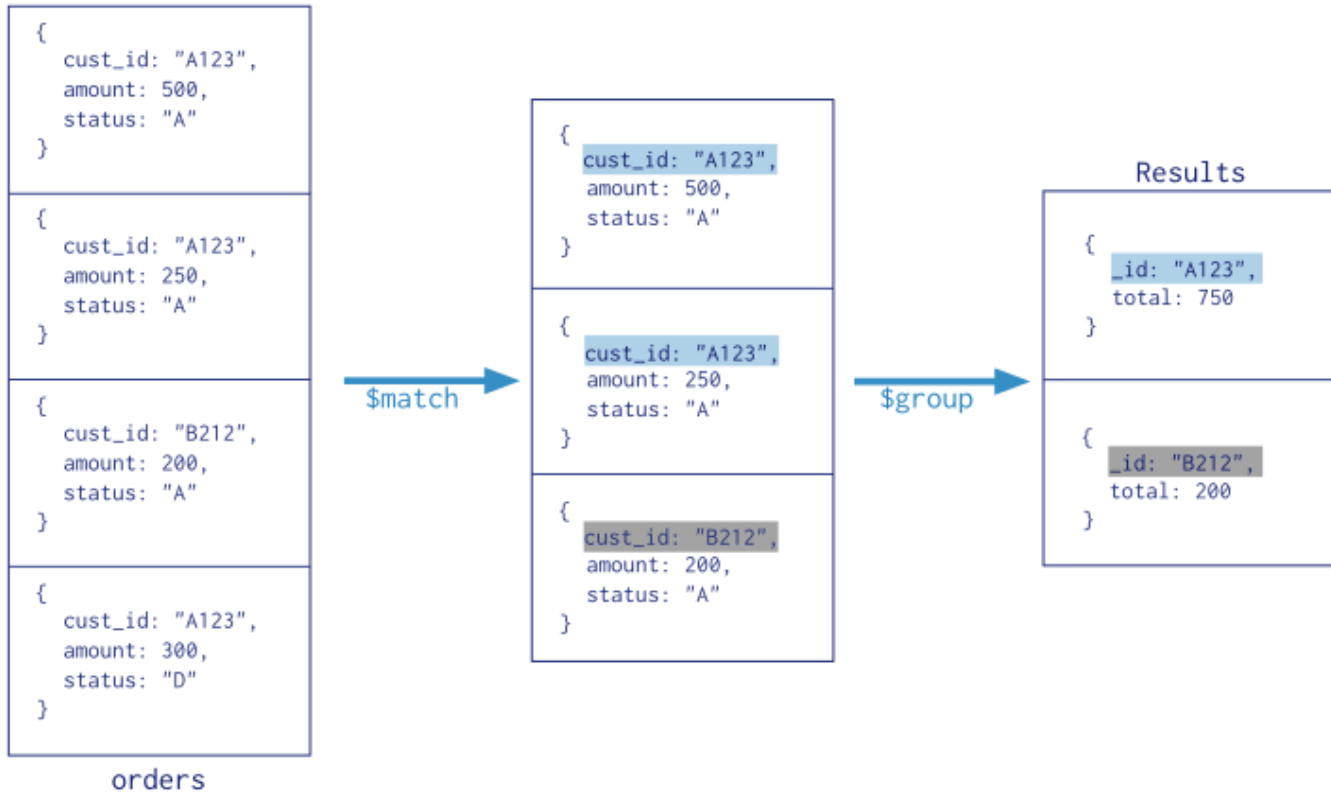 {
cust_id: "A123",
amount: 500,
status: "A"
}
{
cust_id: "A123",
amount: 250,
status: "A"
}
{
cust_id: "B212",
amount: 200,
status: "A"
}
{
cust_id: "A123",
amount: 300,
status: "D"
}
orders
$match
{
cust_id: "A123",
amount: 500,
status: "A"
}
{
cust_id: "A123",
amount: 250,
status: "A"
}
{
cust_id: "B212",
amount: 200,
status: "A"
}
$group
Results
{
_id: "A123",
total: 750
}
{
_id: "B212",
total: 200
}